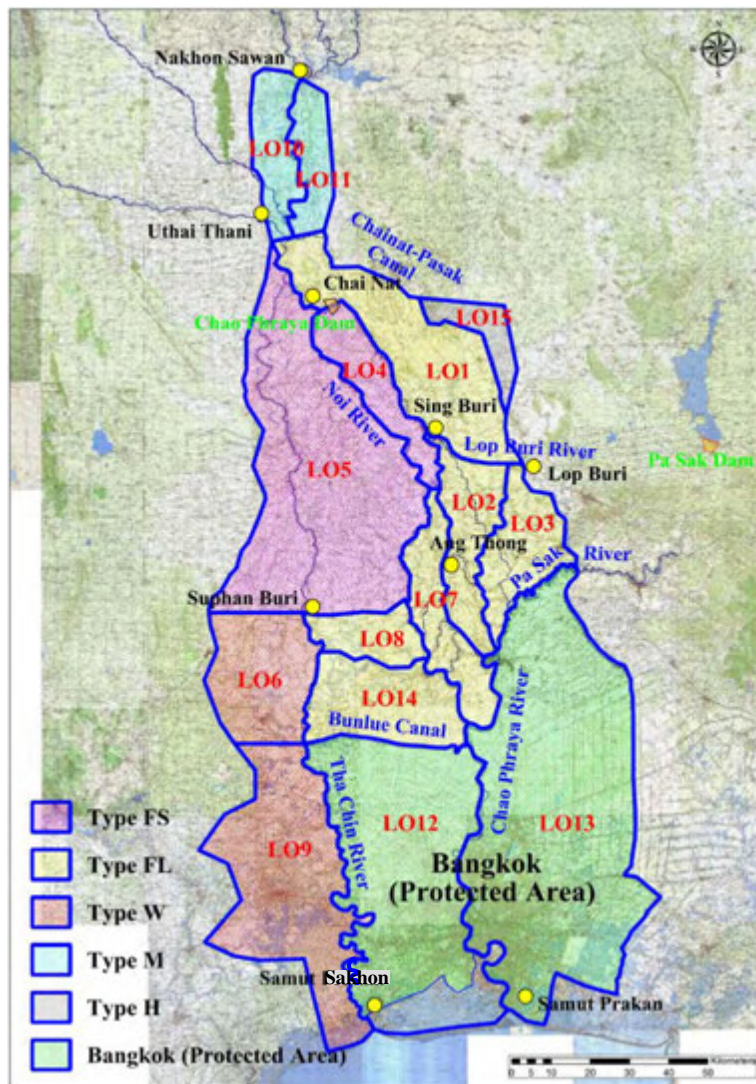 N
W
E
S
Nakhon Sawan
LO10
LO11
Uthai Thani
Chainat-Pasak
Canal
Chai Nat
Chao Phraya Dam
LO15
LO4
LO1
Noi River
Sing Buri
Lop Buri River
Lop Buri
Pa Sak Dam
LO5
LO2
LO3
Ang Thong
Pa Sak River
Suphan Buri
LO7
LO8
LO6
LO14
Bunlue Canal
Chao Phraya River
Tha Chin River
LO12
LO13
LO9
Bangkok
(Protected Area)
Samut Sakhon
Samut Prakan
Type FS
Type FL
Type W
Type M
Type H
Bangkok (Protected Area)
Kilometers
0 5 10 20 30 40 50